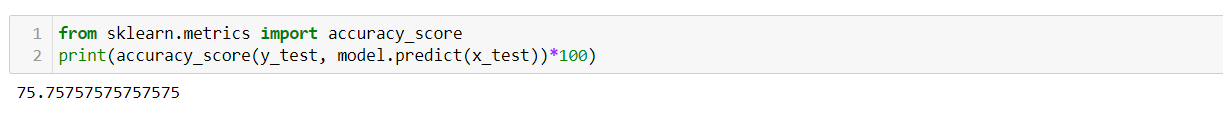 1 from sklearn.metrics import accuracy_score
2 print(accuracy_score(y_test, model.predict(x_test))*100)
75.75757575757575